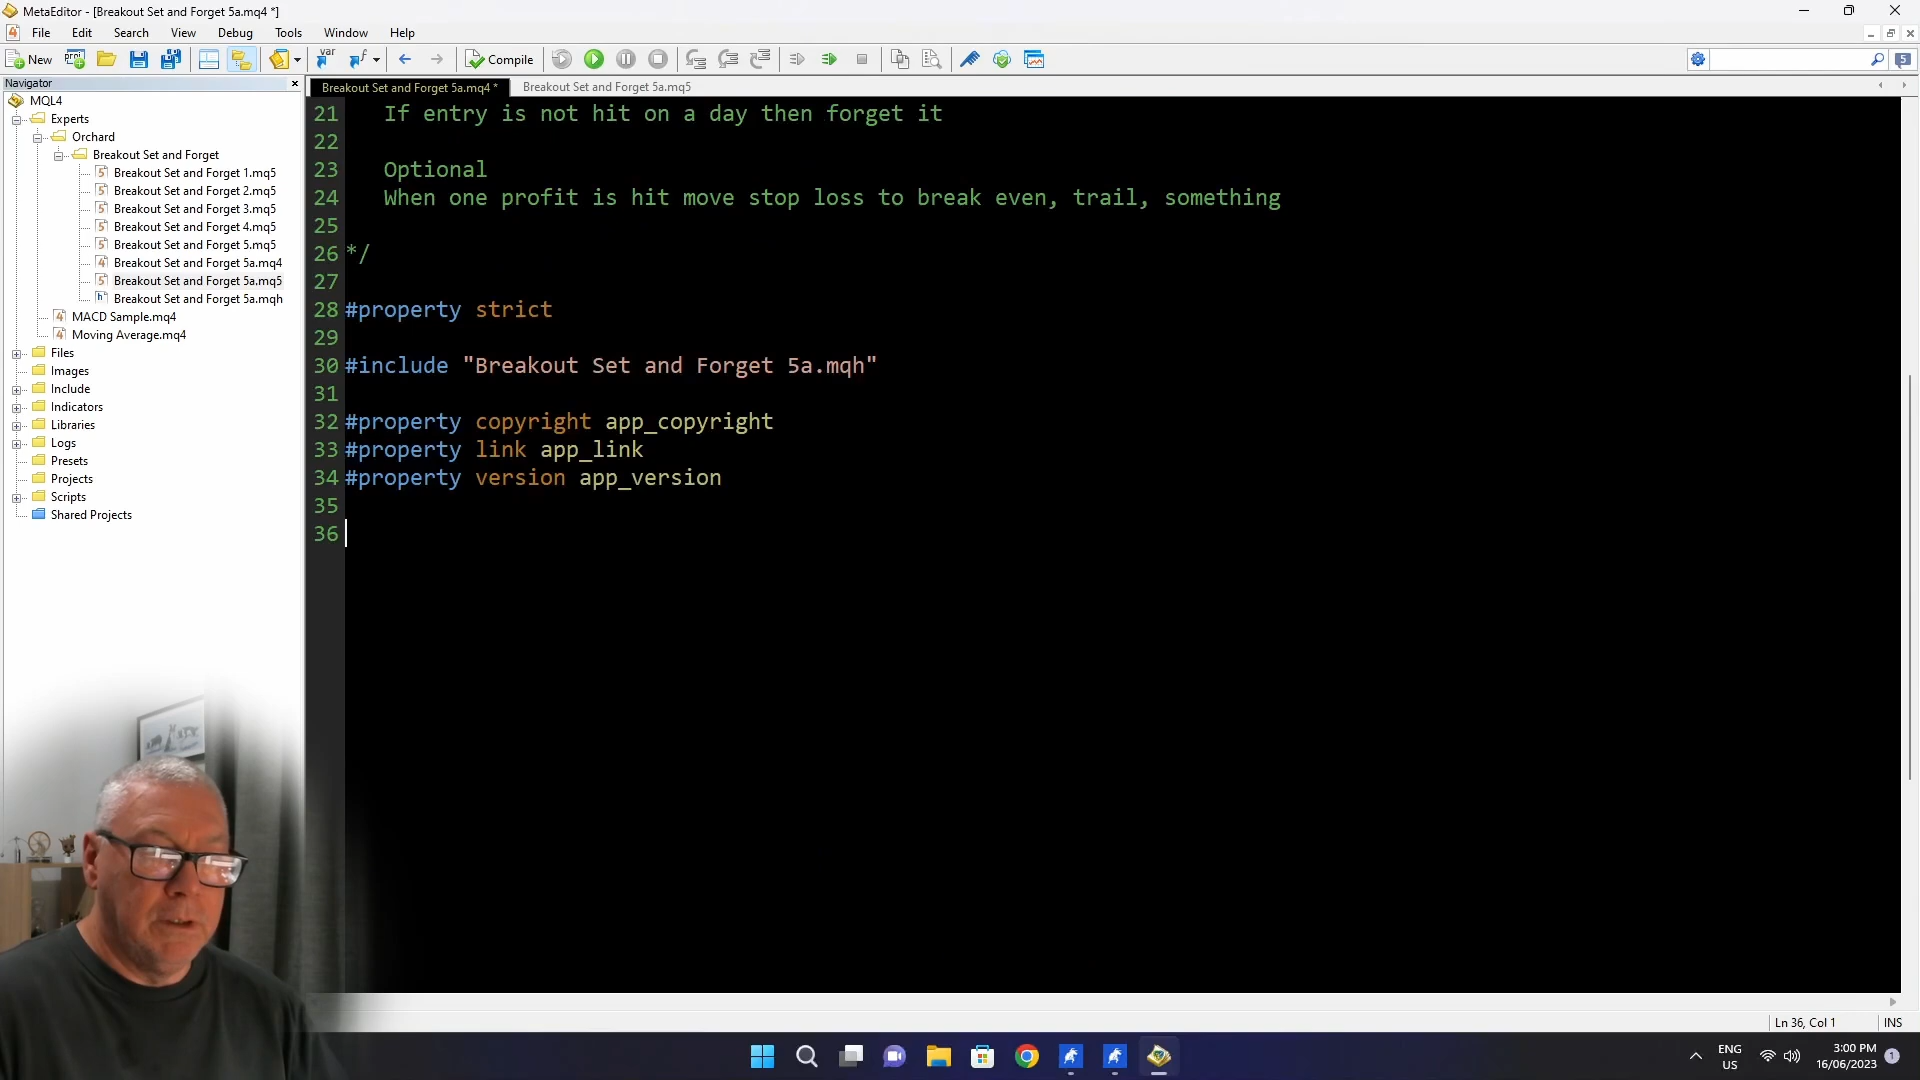 MetaEditor - [Breakout Set and Forget 5a.mq4 *]
File Edit Search View Debug Tools Window Help
New Compile
Navigator
MQL4
Experts
Orchard
Breakout Set and Forget
Breakout Set and Forget 1.mq5
Breakout Set and Forget 2.mq5
Breakout Set and Forget 3.mq5
Breakout Set and Forget 4.mq5
Breakout Set and Forget 5.mq5
Breakout Set and Forget 5a.mq4
Breakout Set and Forget 5a.mq5
Breakout Set and Forget 5a.mqh
MACD Sample.mq4
Moving Average.mq4
Files
Images
Include
Indicators
Libraries
Logs
Presets
Projects
Scripts
Shared Projects
Breakout Set and Forget 5a.mq4 * Breakout Set and Forget 5a.mq5
21 If entry is not hit on a day then forget it
22
23 Optional
24 When one profit is hit move stop loss to break even, trail, something
25
26 */
27
28 #property strict
29
30 #include "Breakout Set and Forget 5a.mqh"
31
32 #property copyright app_copyright
33 #property link app_link
34 #property version app_version
35
36
Ln 36, Col 1 INS
ENG
US
3:00 PM
16/06/2023
1